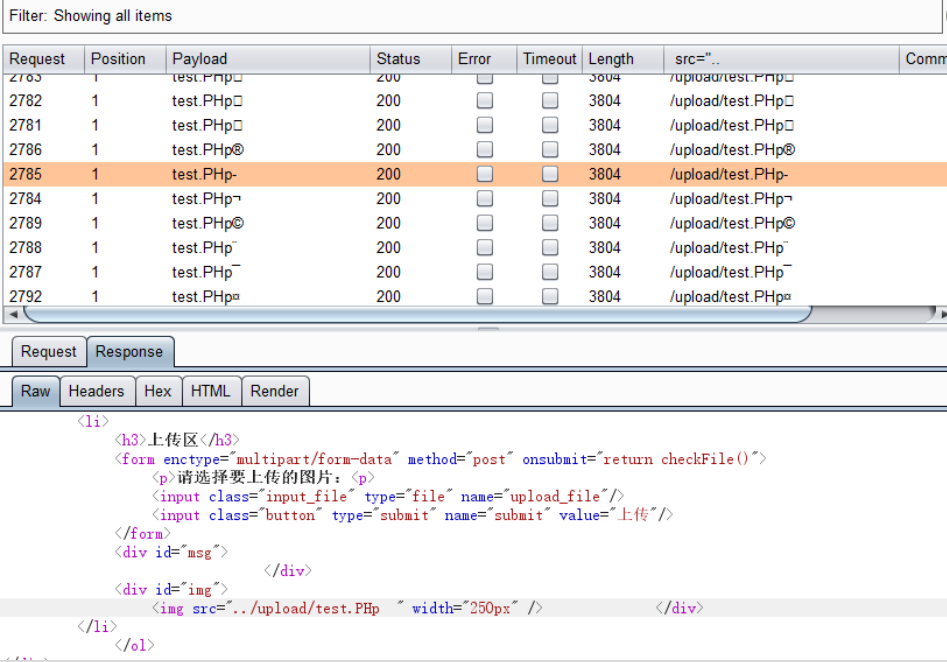 Filter: Showing all items
Request Position Payload Status Error Timeout Length src=".. Comm
2783 1 test.PHp□ 200 3804 /upload/test.PHp□
2782 1 test.PHp□ 200 3804 /upload/test.PHp□
2781 1 test.PHp□ 200 3804 /upload/test.PHp□
2786 1 test.PHp® 200 3804 /upload/test.PHp®
2785 1 test.PHp- 200 3804 /upload/test.PHp-
2784 1 test.PHp¬ 200 3804 /upload/test.PHp¬
2789 1 test.PHp© 200 3804 /upload/test.PHp©
2788 1 test.PHp¨ 200 3804 /upload/test.PHp¨
2787 1 test.PHp¯ 200 3804 /upload/test.PHp¯
2792 1 test.PHp¤ 200 3804 /upload/test.PHp¤
Request Response
Raw Headers Hex HTML Render
<li>
<h3>上传区</h3>
<form enctype="multipart/form-data" method="post" onsubmit="return checkFile()">
<p>请选择要上传的图片：<p>
<input class="input_file" type="file" name="upload_file"/>
<input class="button" type="submit" name="submit" value="上传"/>
</form>
<div id="msg">
</div>
<div id="img">
<img src="../upload/test.PHp  " width="250px" /> </div>
</li>
</ol>